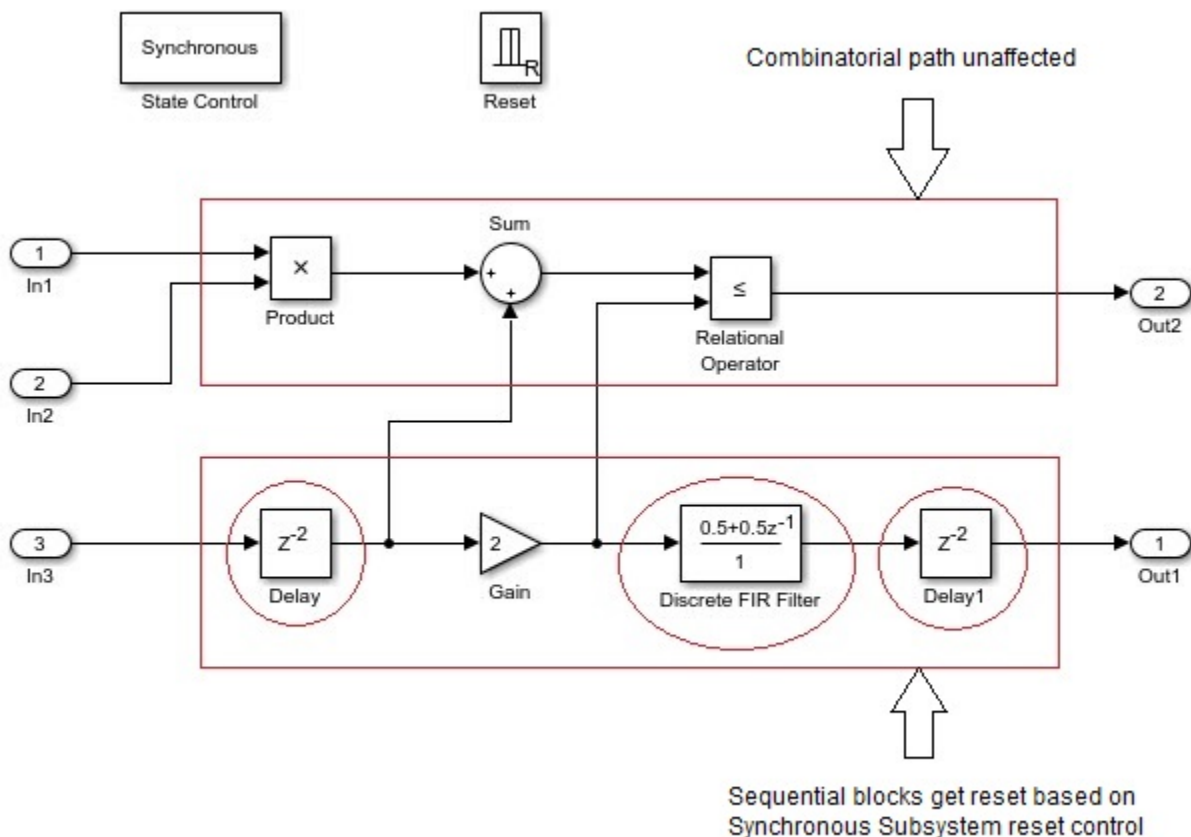 Synchronous
State Control
R
Reset
Combinatorial path unaffected
Sum
1
In1
×
Product
+
+
≤
Relational
Operator
2
Out2
2
In2
3
In3
Z⁻²
Delay
2
Gain
0.5+0.5z⁻¹
1
Discrete FIR Filter
Z⁻²
Delay1
1
Out1
Sequential blocks get reset based on
Synchronous Subsystem reset control